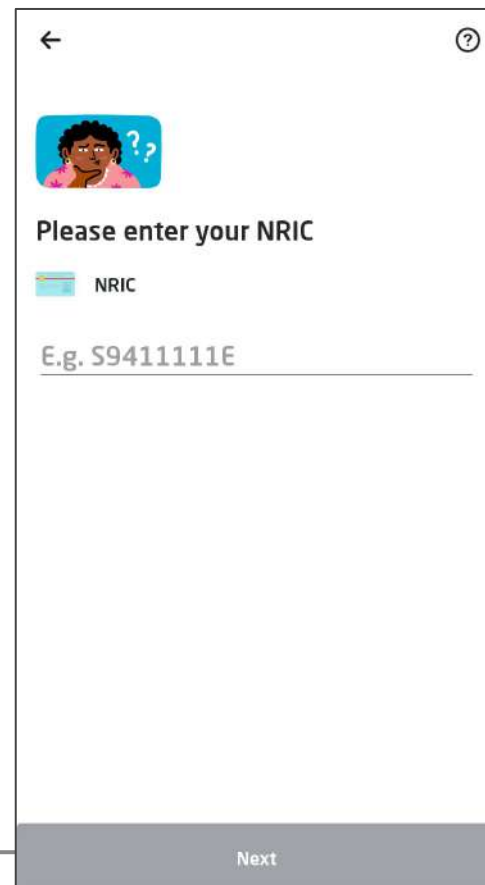 ??
Please enter your NRIC
NRIC
E.g. S9411111E
Next